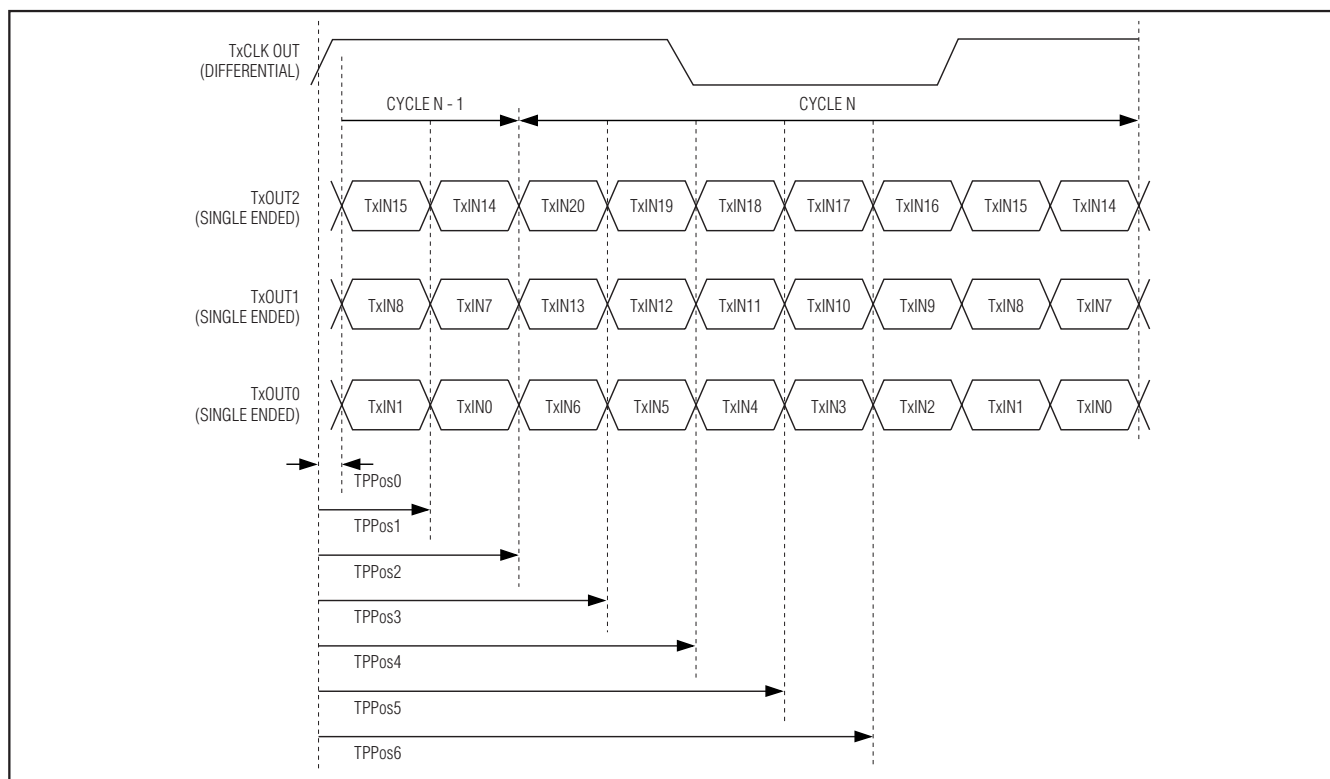 TxCLK OUT
(DIFFERENTIAL)
CYCLE N - 1
CYCLE N
TxOUT2
(SINGLE ENDED)
TxIN15 TxIN14 TxIN20 TxIN19 TxIN18 TxIN17 TxIN16 TxIN15 TxIN14
TxOUT1
(SINGLE ENDED)
TxIN8 TxIN7 TxIN13 TxIN12 TxIN11 TxIN10 TxIN9 TxIN8 TxIN7
TxOUT0
(SINGLE ENDED)
TxIN1 TxIN0 TxIN6 TxIN5 TxIN4 TxIN3 TxIN2 TxIN1 TxIN0
TPPos0
TPPos1
TPPos2
TPPos3
TPPos4
TPPos5
TPPos6